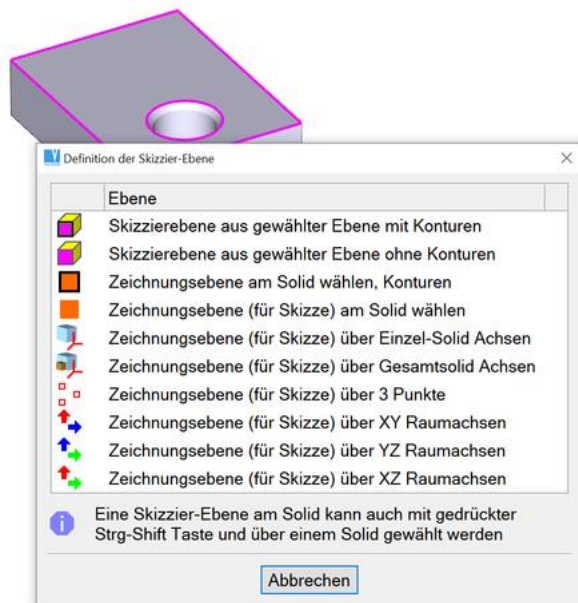 Definition der Skizzier-Ebene
Ebene
Skizzierebene aus gewählter Ebene mit Konturen
Skizzierebene aus gewählter Ebene ohne Konturen
Zeichnungsebene am Solid wählen, Konturen
Zeichnungsebene (für Skizze) am Solid wählen
Zeichnungsebene (für Skizze) über Einzel-Solid Achsen
Zeichnungsebene (für Skizze) über Gesamtsolid Achsen
Zeichnungsebene (für Skizze) über 3 Punkte
Zeichnungsebene (für Skizze) über XY Raumachsen
Zeichnungsebene (für Skizze) über YZ Raumachsen
Zeichnungsebene (für Skizze) über XZ Raumachsen
Eine Skizzier-Ebene am Solid kann auch mit gedrückter
Strg-Shift Taste und über einem Solid gewählt werden
Abbrechen